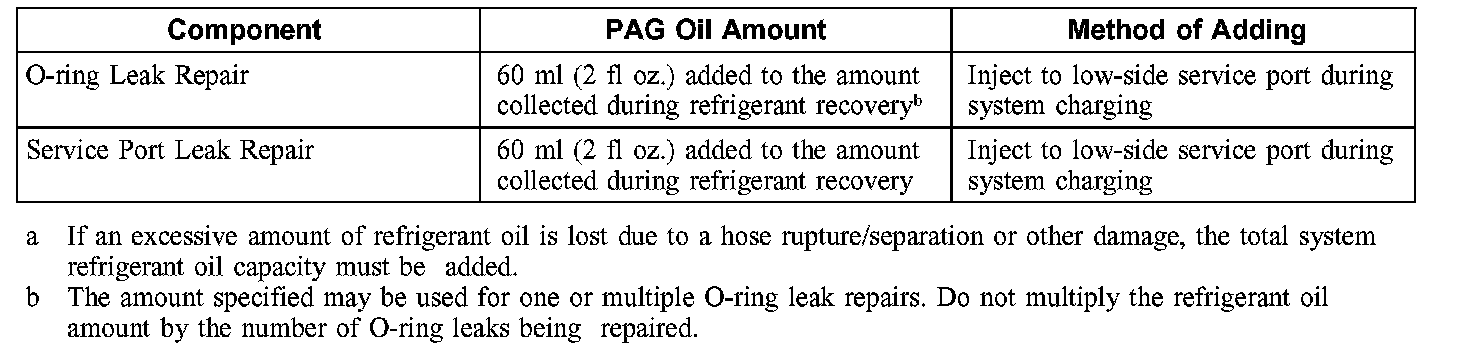 Component PAG Oil Amount Method of Adding
O-ring Leak Repair 60 ml (2 fl oz.) added to the amount Inject to low-side service port during
collected during refrigerant recoveryᵇ system charging
Service Port Leak Repair 60 ml (2 fl oz.) added to the amount Inject to low-side service port during
collected during refrigerant recovery system charging
a If an excessive amount of refrigerant oil is lost due to a hose rupture/separation or other damage, the total system
refrigerant oil capacity must be added.
b The amount specified may be used for one or multiple O-ring leak repairs. Do not multiply the refrigerant oil
amount by the number of O-ring leaks being repaired.